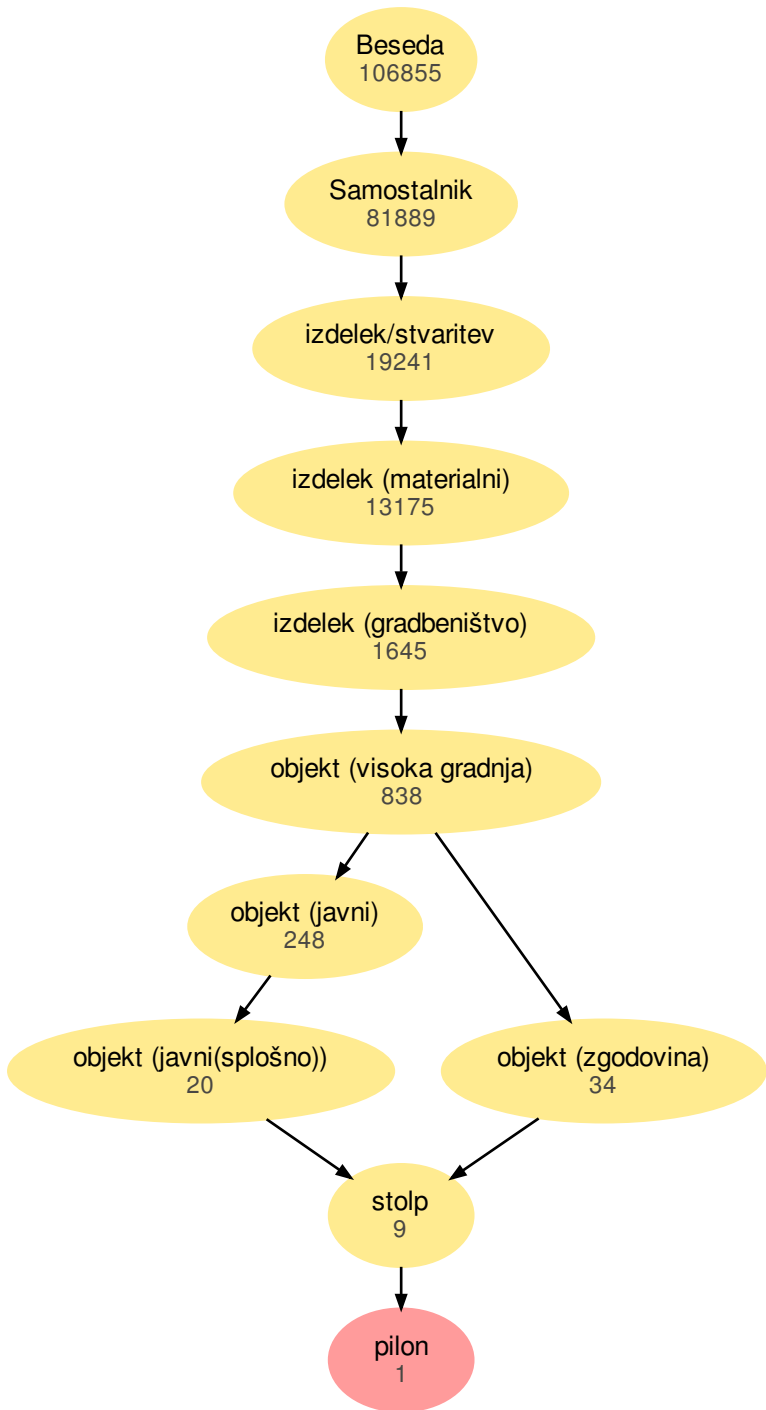 Beseda
106855
Samostalnik
81889
izdelek/stvaritev
19241
izdelek (materialni)
13175
izdelek (gradbeništvo)
1645
objekt (visoka gradnja)
838
objekt (javni)
248
objekt (javni(splošno))
20
objekt (zgodovina)
34
stolp
9
pilon
1